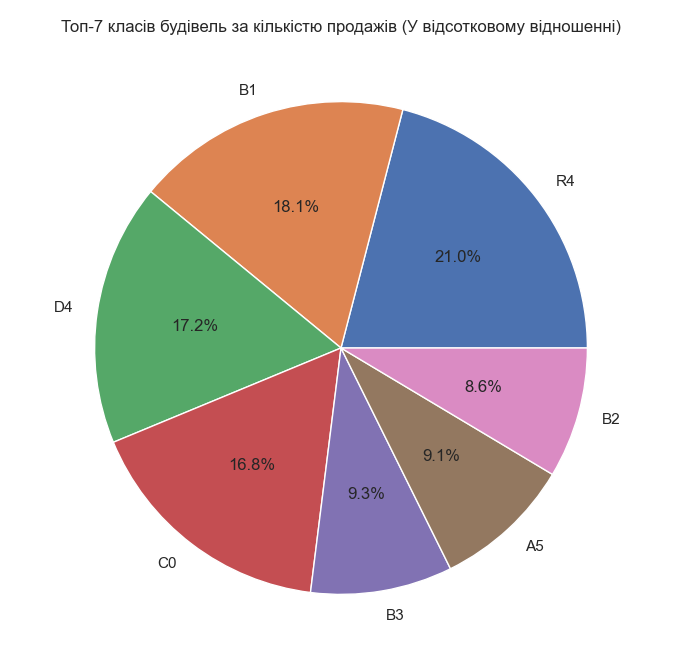 Топ-7 класів будівель за кількістю продажів (У відсотковому відношенні)
B1
R4
18.1%
21.0%
D4
17.2%
8.6%
B2
16.8%
9.1%
9.3%
A5
C0
B3